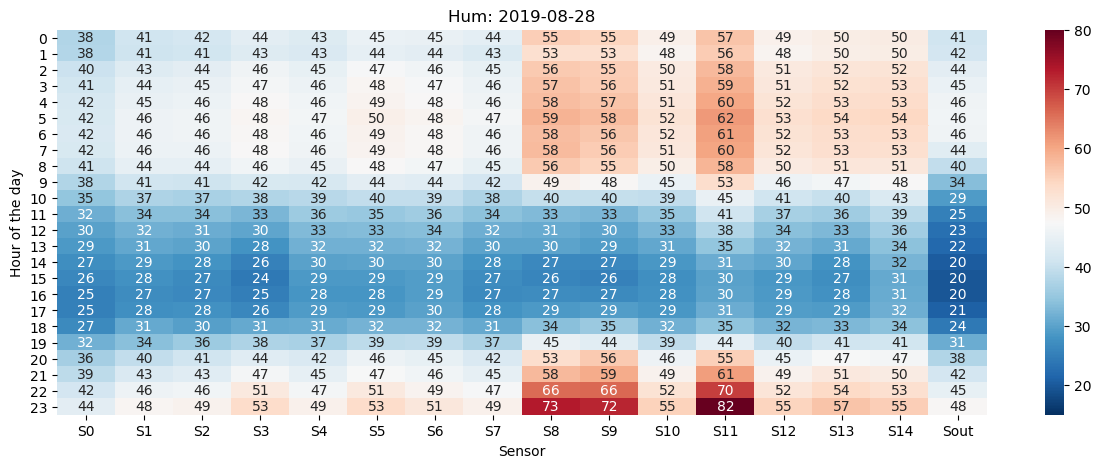 Hum: 2019-08-28
0 38 41 42 44 43 45 45 44 55 55 49 57 49 50 50 41
1 38 41 41 43 43 44 44 43 53 53 48 56 48 50 50 42
2 40 43 44 46 45 47 46 45 56 55 50 58 51 52 52 44
3 41 44 45 47 46 48 47 46 57 56 51 59 51 52 53 45
4 42 45 46 48 46 49 48 46 58 57 51 60 52 53 53 46
5 42 46 46 48 47 50 48 47 59 58 52 62 53 54 54 46
6 42 46 46 48 46 49 48 46 58 56 52 61 52 53 53 46
7 42 46 46 48 46 49 48 46 58 56 51 60 52 53 53 44
8 41 44 44 46 45 48 47 45 56 55 50 58 50 51 51 40
9 38 41 41 42 42 44 44 42 49 48 45 53 46 47 48 34
10 35 37 37 38 39 40 39 38 40 40 39 45 41 40 43 29
11 32 34 34 33 36 35 36 34 33 33 35 41 37 36 39 25
12 30 32 31 30 33 33 34 32 31 30 33 38 34 33 36 23
13 29 31 30 28 32 32 32 30 30 29 31 35 32 31 34 22
14 27 29 28 26 30 30 30 28 27 27 29 31 30 28 32 20
15 26 28 27 24 29 29 29 27 26 26 28 30 29 27 31 20
16 25 27 27 25 28 28 29 27 27 27 28 30 29 28 31 20
17 25 28 28 26 29 29 29 28 29 29 29 31 29 29 32 21
18 27 31 30 31 31 32 32 31 34 35 32 35 32 33 34 24
19 32 34 36 38 37 39 39 37 45 44 39 44 40 41 41 31
20 36 40 41 44 42 46 45 42 53 56 46 55 45 47 47 38
21 39 43 43 47 45 47 46 45 58 59 49 61 49 51 50 42
22 42 46 46 51 47 51 49 47 66 66 52 70 52 54 53 45
23 44 48 49 53 49 53 51 49 73 72 55 82 55 57 55 48
S0 S1 S2 S3 S4 S5 S6 S7 S8 S9 S10 S11 S12 S13 S14 Sout
Sensor
Hour of the day
80
70
60
50
40
30
20